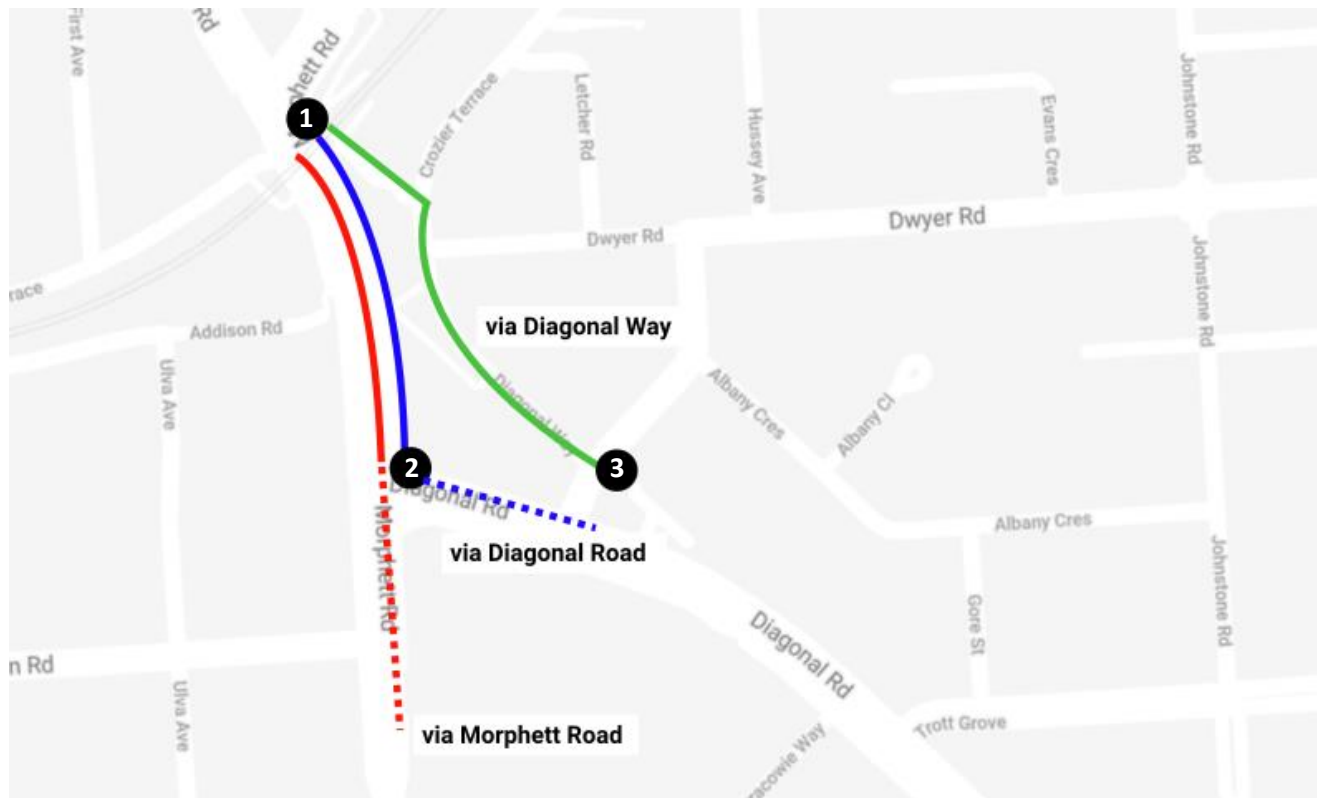 First Ave
Rd
Morphett Rd
1
Crozier Terrace
Letcher Rd
Hussey Ave
Evans Cres
Johnstone Rd
Dwyer Rd
Dwyer Rd
Johnstone Rd
race
Addison Rd
via Diagonal Way
Ulva Ave
Diagonal Way
Albany Cres
Albany Cl
2
3
Diagonal Rd
Morphett Rd
via Diagonal Road
Albany Cres
Johnstone Rd
Gore St
n Rd
Diagonal Rd
Ulva Ave
via Morphett Road
Trott Grove
racowie Way